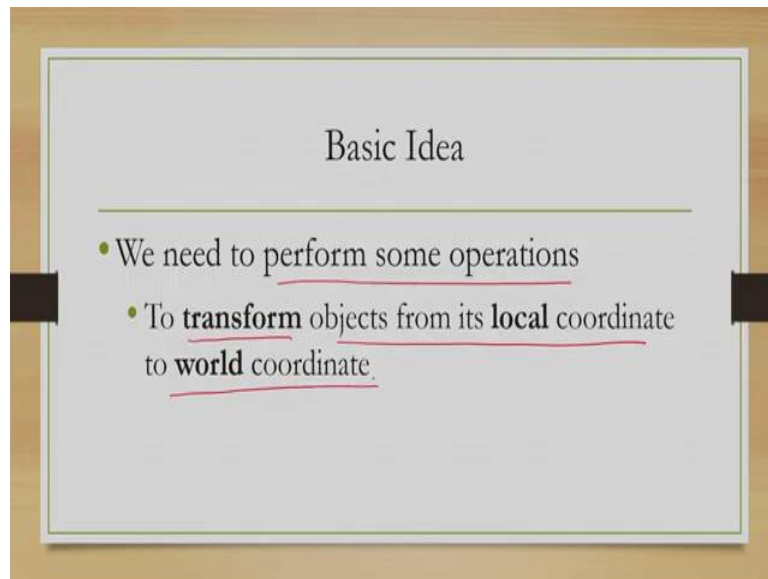 Basic Idea
• We need to perform some operations
• To transform objects from its local coordinate
to world coordinate.